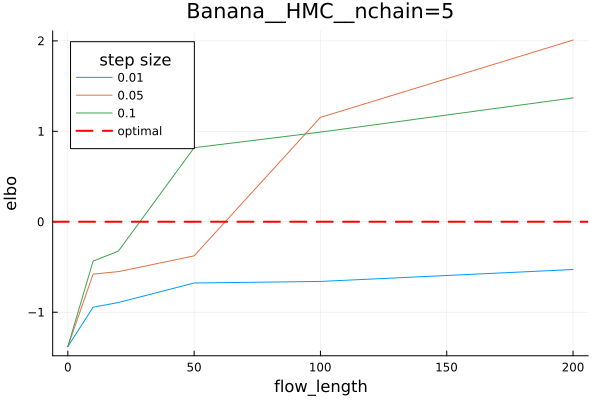 Banana__HMC__nchain=5
step size
0.01
0.05
0.1
optimal
elbo
2
1
0
−1
0
50
100
150
200
flow_length